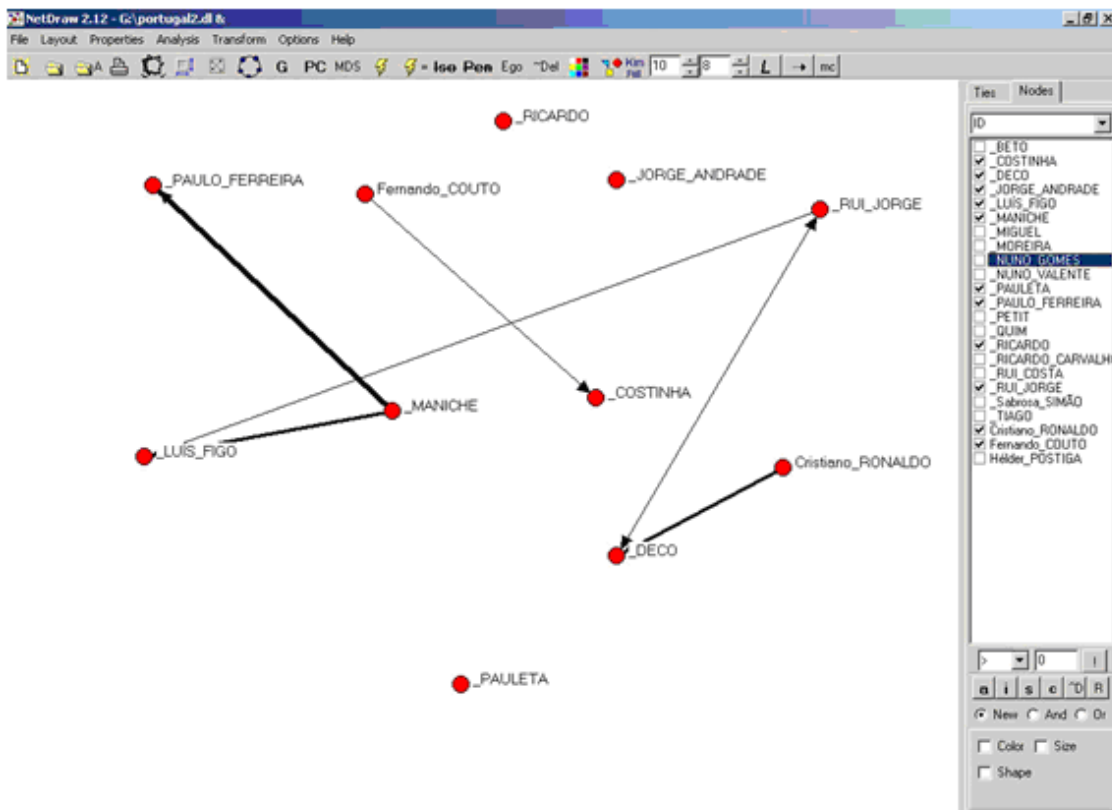 NetDraw 2.12 - G:\portugal2.dl &
File Layout Properties Analysis Transform Options Help
A G PC MDS = Iso Pen Ego ~Del 10 8 L → mc
Ties Nodes
ID
_BETO
_COSTINHA
_DECO
_JORGE_ANDRADE
_LUÍS_FIGO
_MANICHE
_MIGUEL
_MOREIRA
_NUNO_GOMES
_NUNO_VALENTE
_PAULETA
_PAULO_FERREIRA
_PETIT
_QUIM
_RICARDO
_RICARDO_CARVALHO
_RUI_COSTA
_RUI_JORGE
_Sabrosa_SIMÃO
_TIAGO
Cristiano_RONALDO
Fernando_COUTO
Hélder_POSTIGA
> 0 !
a i s c ~D R
New And Or
Color Size
Shape
_RICARDO
_PAULO_FERREIRA
Fernando_COUTO
_JORGE_ANDRADE
_RUI_JORGE
_COSTINHA
_MANICHE
_LUÍS_FIGO
Cristiano_RONALDO
_DECO
_PAULETA